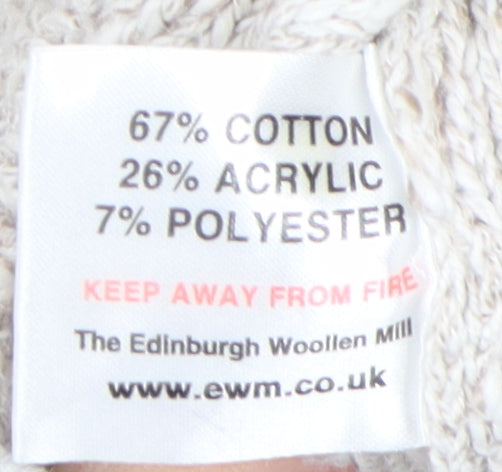 67% COTTON
26% ACRYLIC
7% POLYESTER
KEEP AWAY FROM FIRE
The Edinburgh Woollen Mill
www.ewm.co.uk